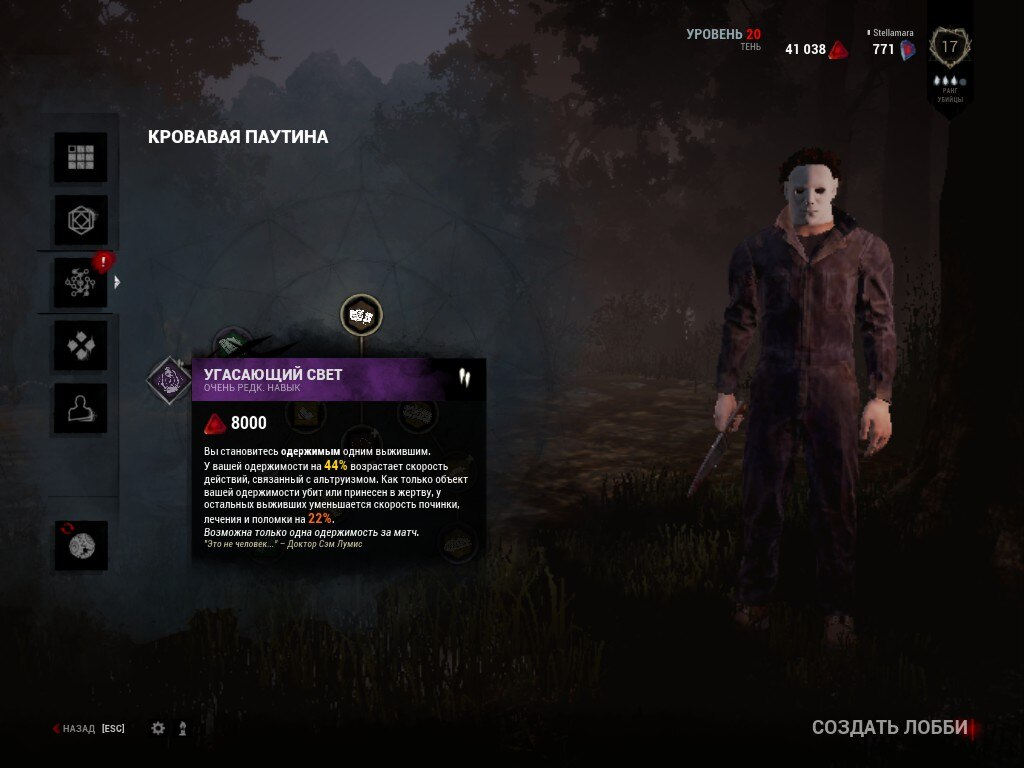 УРОВЕНЬ 20
ТЕНЬ
41 038
Stellamara
771
17
РАНГ
УБИЙЦЫ
КРОВАВАЯ ПАУТИНА
!
УГАСАЮЩИЙ СВЕТ
ОЧЕНЬ РЕДК. НАВЫК
8000
Вы становитесь одержимым одним выжившим.
У вашей одержимости на 44% возрастает скорость
действий, связанный с альтруизмом. Как только объект
вашей одержимости убит или принесен в жертву, у
остальных выживших уменьшается скорость починки,
лечения и поломки на 22%.
Возможна только одна одержимость за матч.
"Это не человек..." – Доктор Сэм Лумис
НАЗАД [ESC]
СОЗДАТЬ ЛОББИ